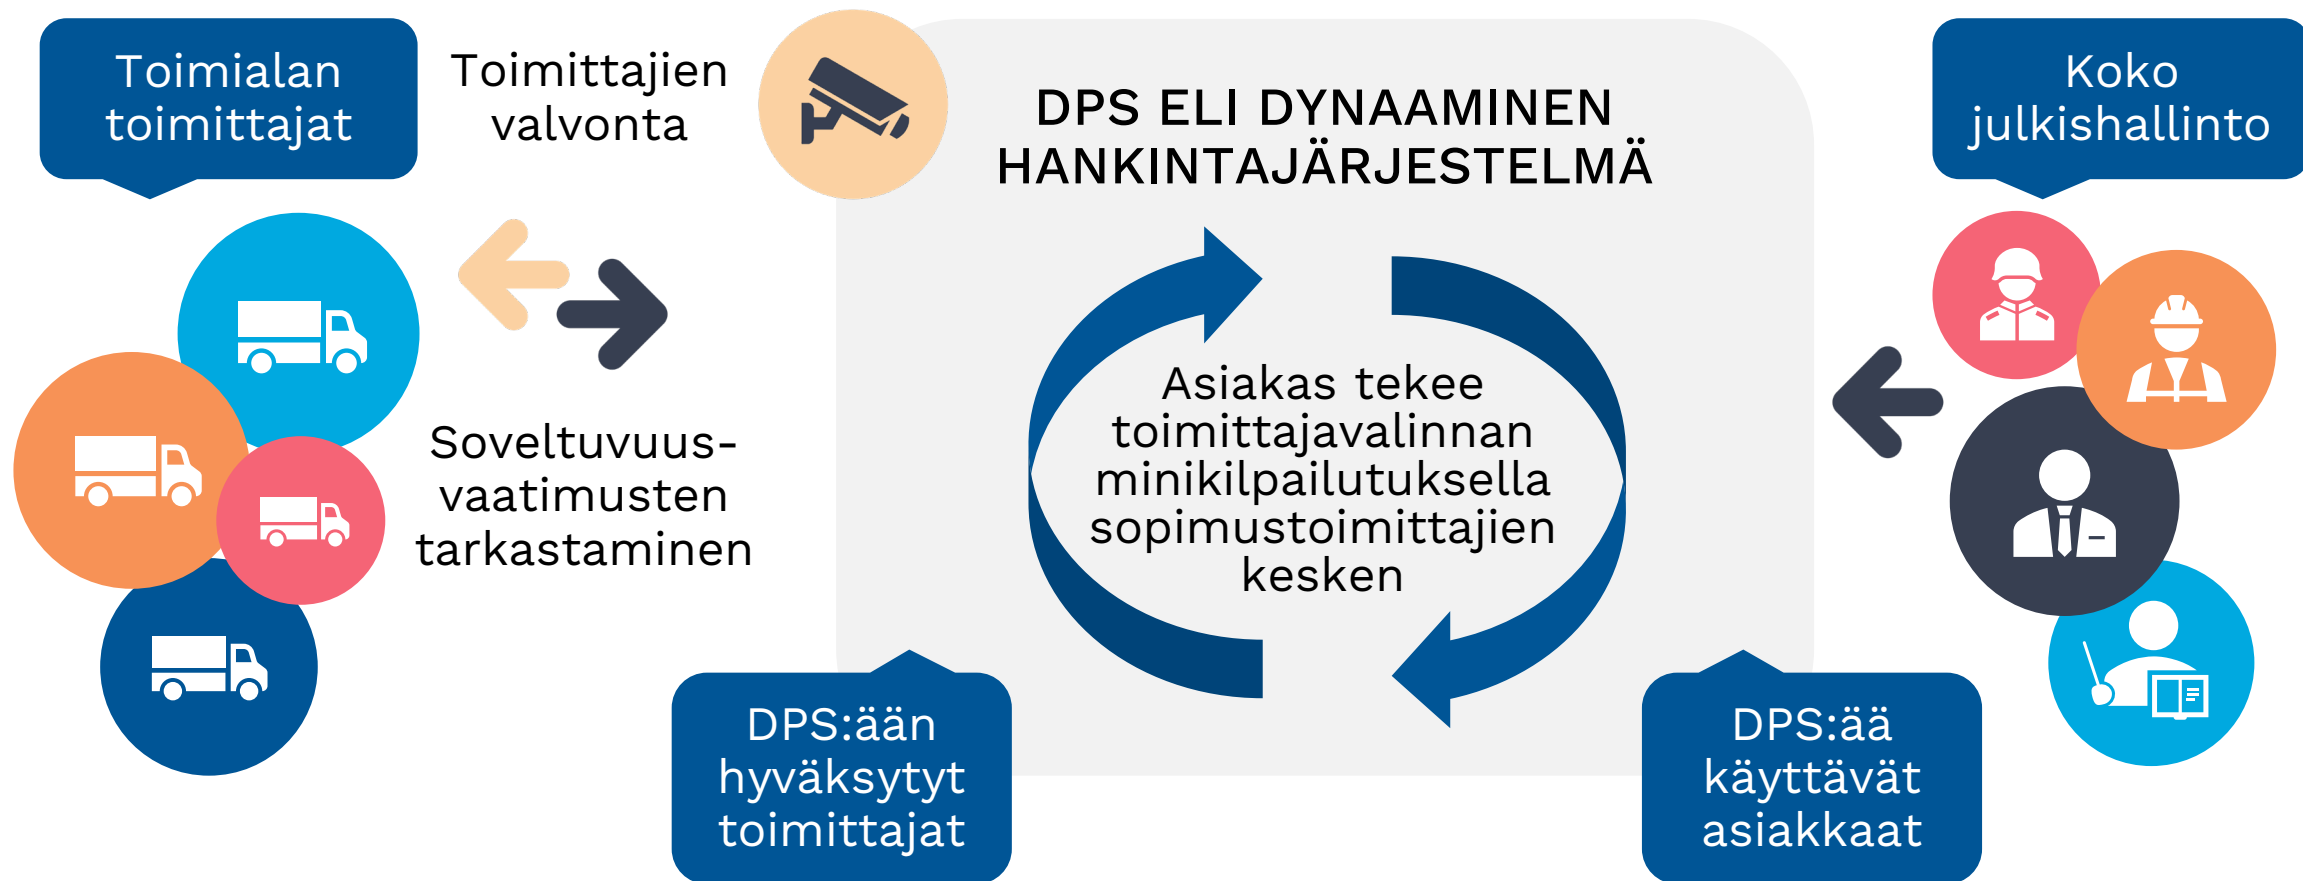 Toimialan
toimittajat
Toimittajien
valvonta
Soveltuvuus-
vaatimusten
tarkastaminen
DPS ELI DYNAAMINEN
HANKINTAJÄRJESTELMÄ
Asiakas tekee
toimittajavalinnan
minikilpailutuksella
sopimustoimittajien
kesken
DPS:ään
hyväksytyt
toimittajat
DPS:ää
käyttävät
asiakkaat
Koko
julkishallinto